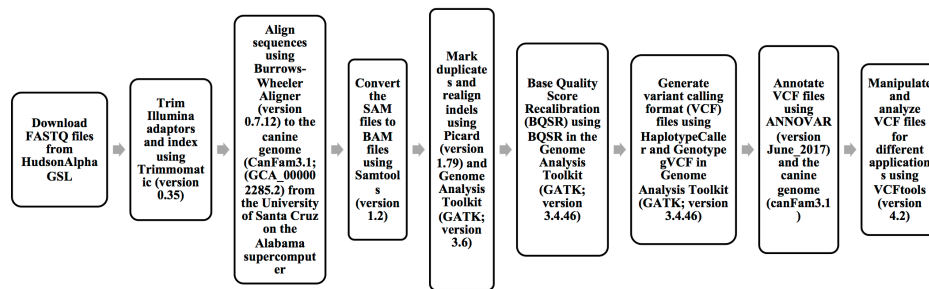 Download
FASTQ files
from
HudsonAlpha
GSL
Trim
Illumina
adaptors
and index
using
Trimmomat
ic (version
0.35)
Align
sequences
using
Burrows-
Wheeler
Aligner
(version
0.7.12) to
the canine
genome
(CanFam3.1;
(GCA_00000
2285.2) from
the University
of Santa Cruz
on the
Alabama
supercomput
er
Convert
the SAM
files to
BAM files
using
Samtool
s
(version
1.2)
Mark
duplicate
s and
realign
indels
using
Picard
(version
1.79) and
Genome
Analysis
Toolkit
(GATK;
version
3.6)
Base Quality
Score
Recalibration
(BQSR) using
BQSR in the
Genome
Analysis
Toolkit
(GATK;
version
3.4.46)
Generate
variant calling
format (VCF)
files using
HaplotypeCalle
r and Genotype
gVCF in
Genome
Analysis Toolkit
(GATK; version
3.4.46)
Annotate
VCF files
using
ANNOVAR
(version
June_2017)
and the
canine
genome
(canFam3.1
)
Manipulate
and
analyze
VCF files
for
different
application
s using
VCFtools
(version
4.2)